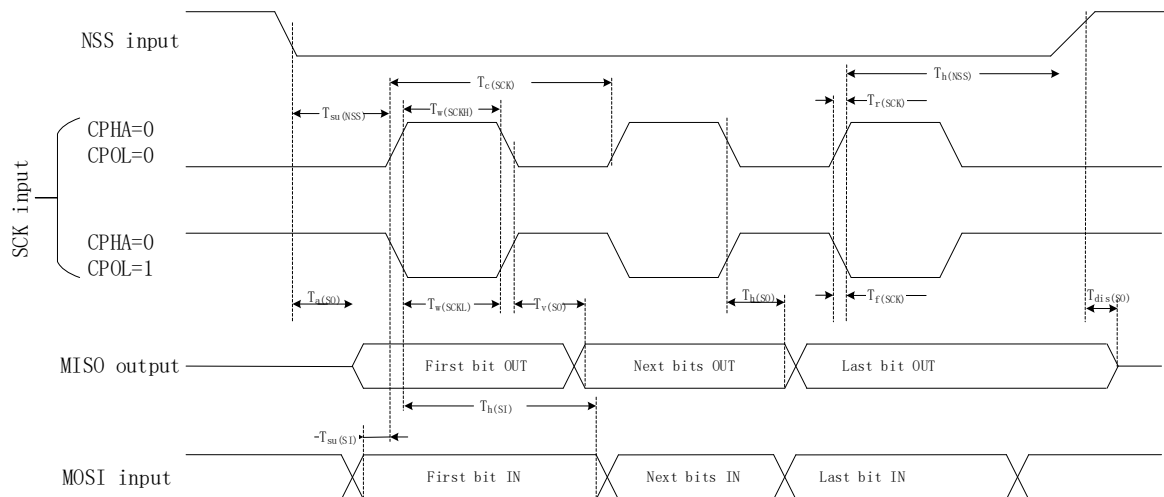 NSS input
Tc(SCK)
Th(NSS)
Tsu(NSS)
Tw(SCKH)
Tr(SCK)
SCK input
CPHA=0
CPOL=0
CPHA=0
CPOL=1
Ta(SO)
Tw(SCKL)
Tv(SO)
Th(SO)
Tf(SCK)
Tdis(SO)
MISO output
First bit OUT
Next bits OUT
Last bit OUT
Th(SI)
Tsu(SI)
MOSI input
First bit IN
Next bits IN
Last bit IN